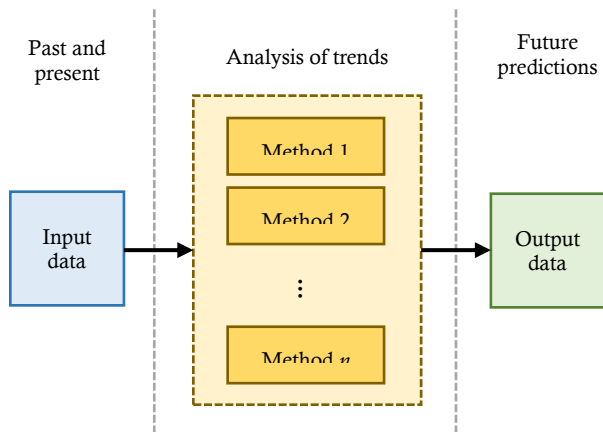 Past and
present
Analysis of trends
Future
predictions
Input
data
Method 1
Method 2
⋮
Method n
Output
data